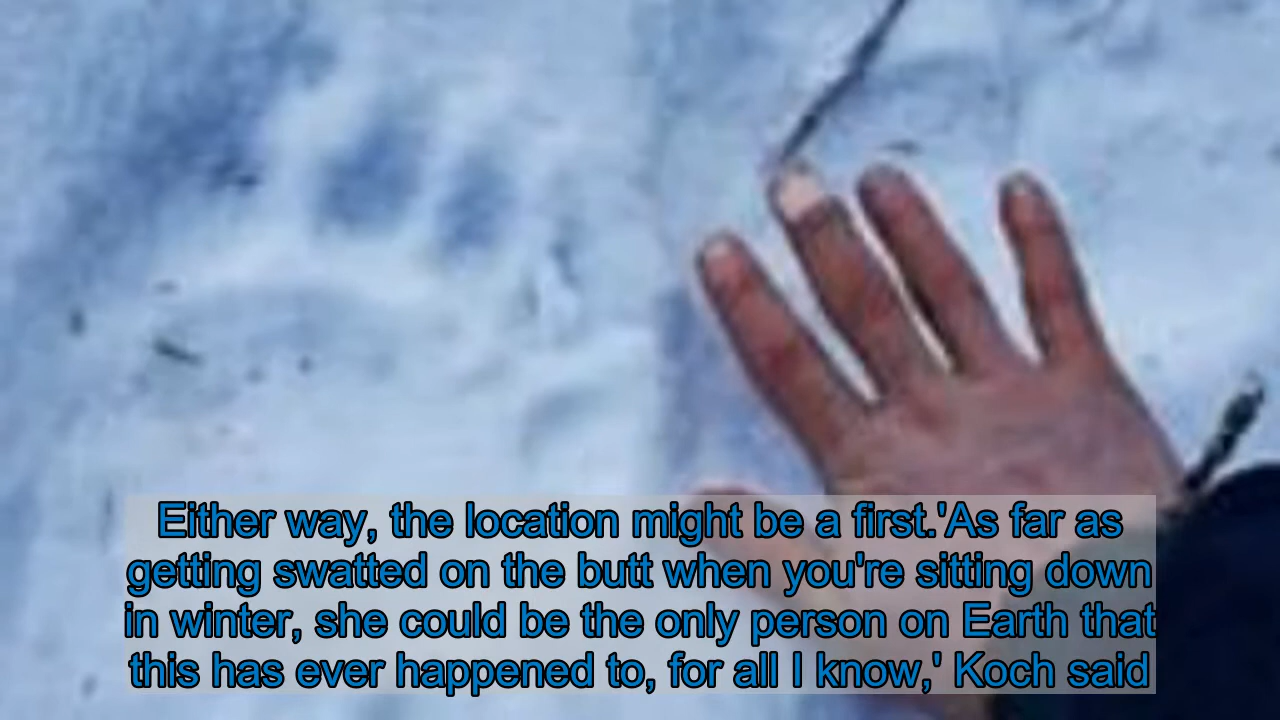 Either way, the location might be a first.'As far as
getting swatted on the butt when you're sitting down
in winter, she could be the only person on Earth that
this has ever happened to, for all I know,' Koch said